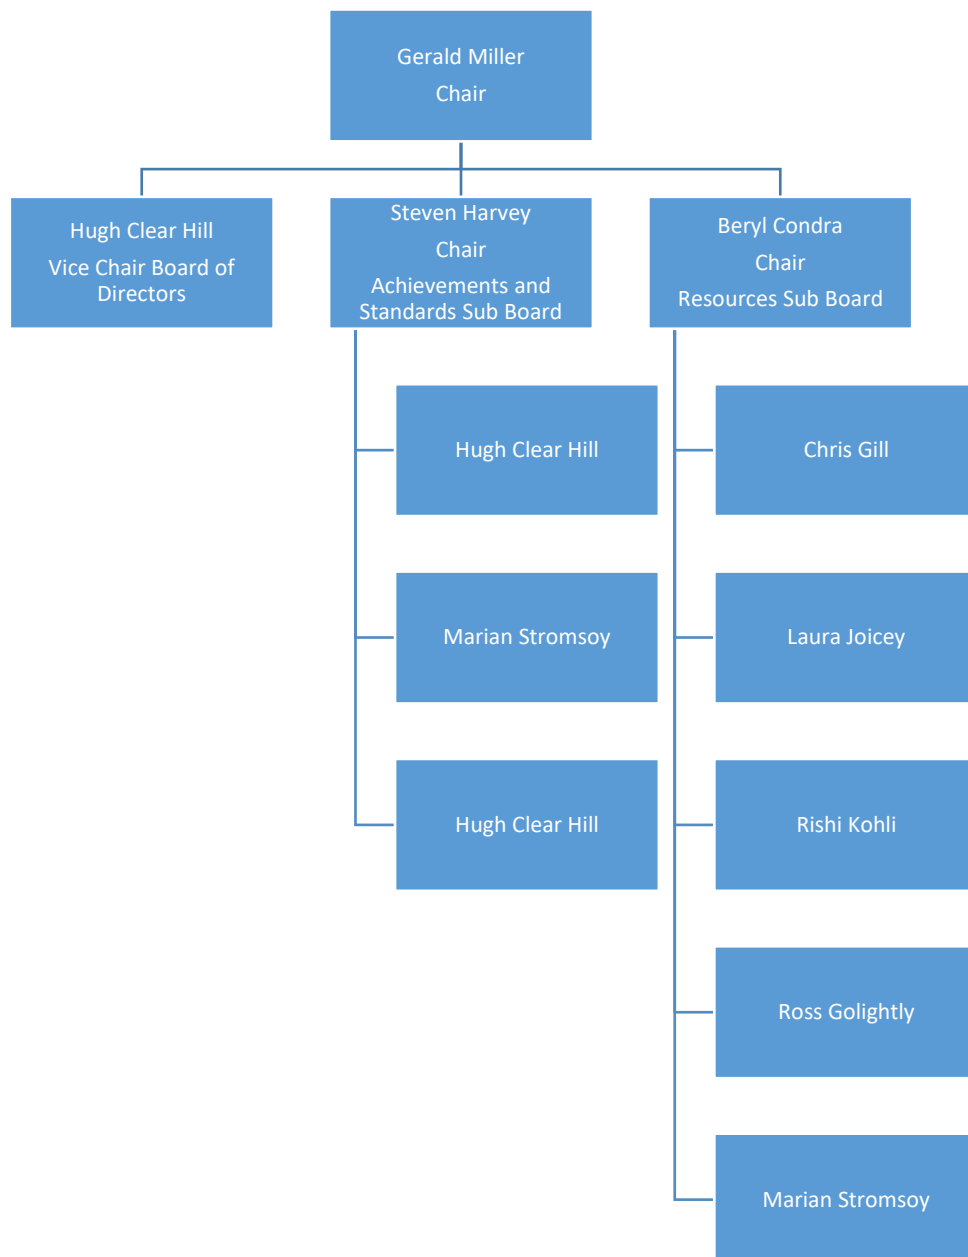 Gerald Miller
Chair
Hugh Clear Hill
Vice Chair Board of
Directors
Steven Harvey
Chair
Achievements and
Standards Sub Board
Beryl Condra
Chair
Resources Sub Board
Hugh Clear Hill
Marian Stromsoy
Hugh Clear Hill
Chris Gill
Laura Joicey
Rishi Kohli
Ross Golightly
Marian Stromsoy